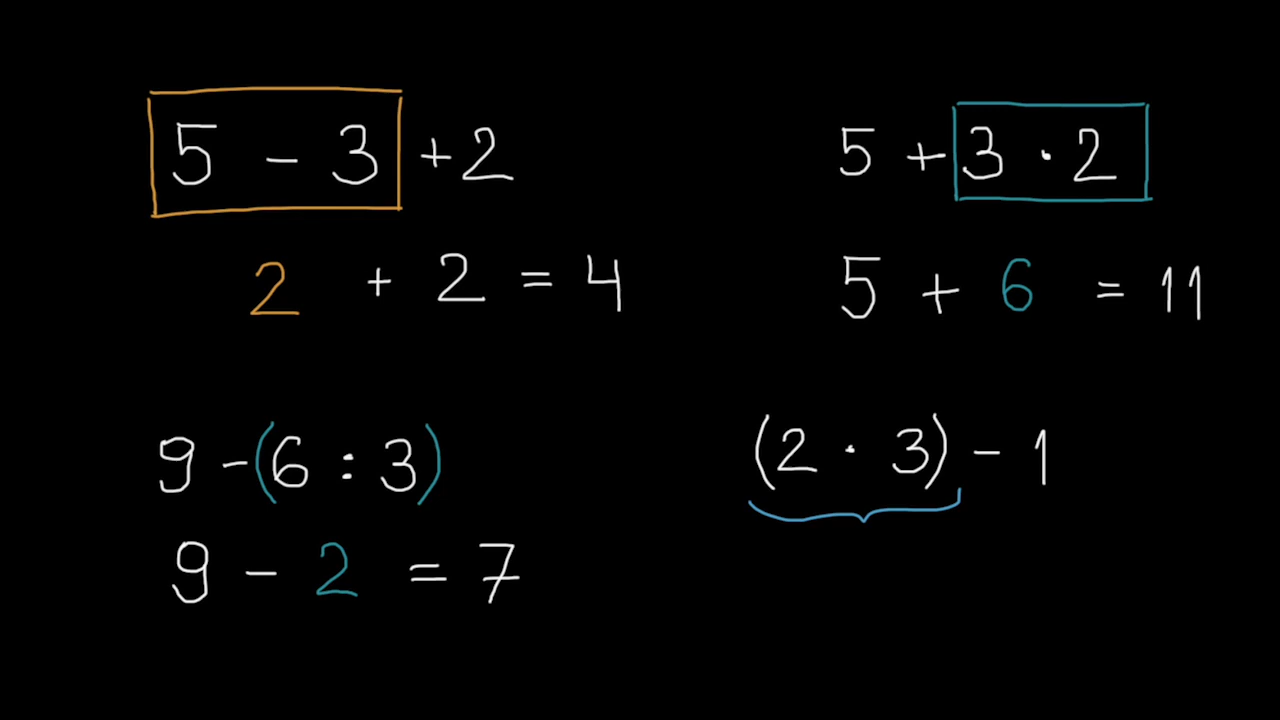 5 - 3 + 2
2 + 2 = 4
5 + 3 · 2
5 + 6 = 11
9 - (6 : 3)
9 - 2 = 7
(2 · 3) - 1